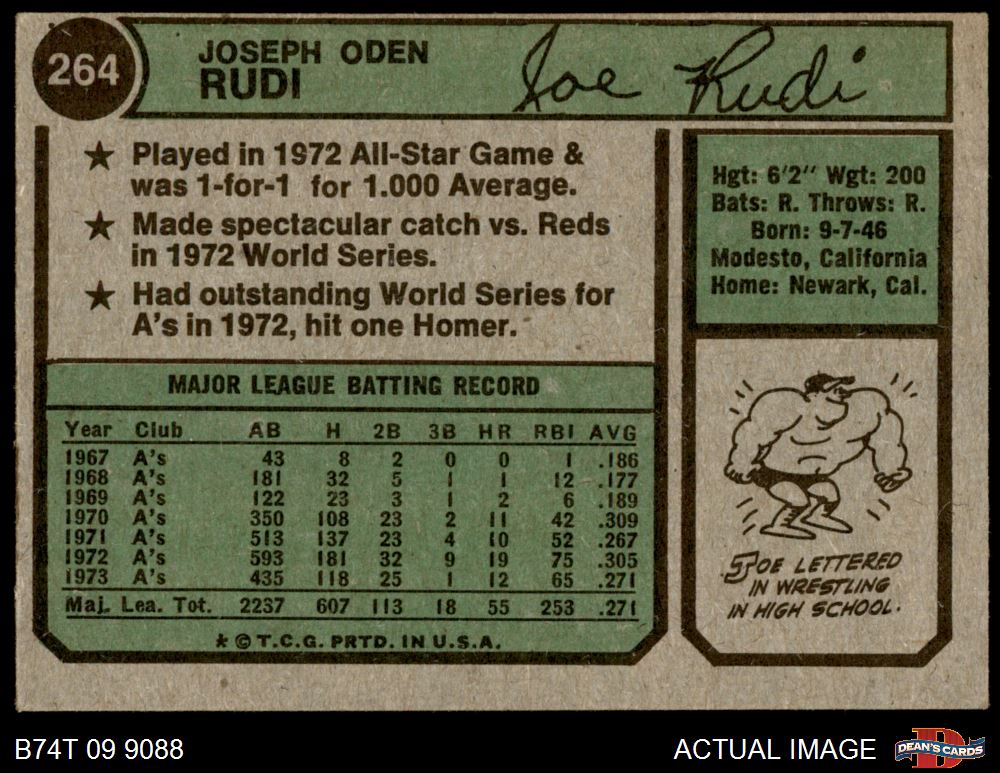 264
JOSEPH ODEN
RUDI
Joe Rudi
★ Played in 1972 All-Star Game &
was 1-for-1 for 1.000 Average.
★ Made spectacular catch vs. Reds
in 1972 World Series.
★ Had outstanding World Series for
A's in 1972, hit one Homer.
Hgt: 6'2" Wgt: 200
Bats: R. Throws: R.
Born: 9-7-46
Modesto, California
Home: Newark, Cal.
MAJOR LEAGUE BATTING RECORD
Year Club AB H 2B 3B HR RBI AVG
1967 A's 43 8 2 0 0 1 .186
1968 A's 181 32 5 1 1 12 .177
1969 A's 122 23 3 1 2 6 .189
1970 A's 350 108 23 2 11 42 .309
1971 A's 513 137 23 4 10 52 .267
1972 A's 593 181 32 9 19 75 .305
1973 A's 435 118 25 1 12 65 .271
Maj. Lea. Tot. 2237 607 113 18 55 253 .271
* © T.C.G. PRTD. IN U.S.A.
JOE LETTERED
IN WRESTLING
IN HIGH SCHOOL.
B74T 09 9088
ACTUAL IMAGE
D
DEAN'S CARDS